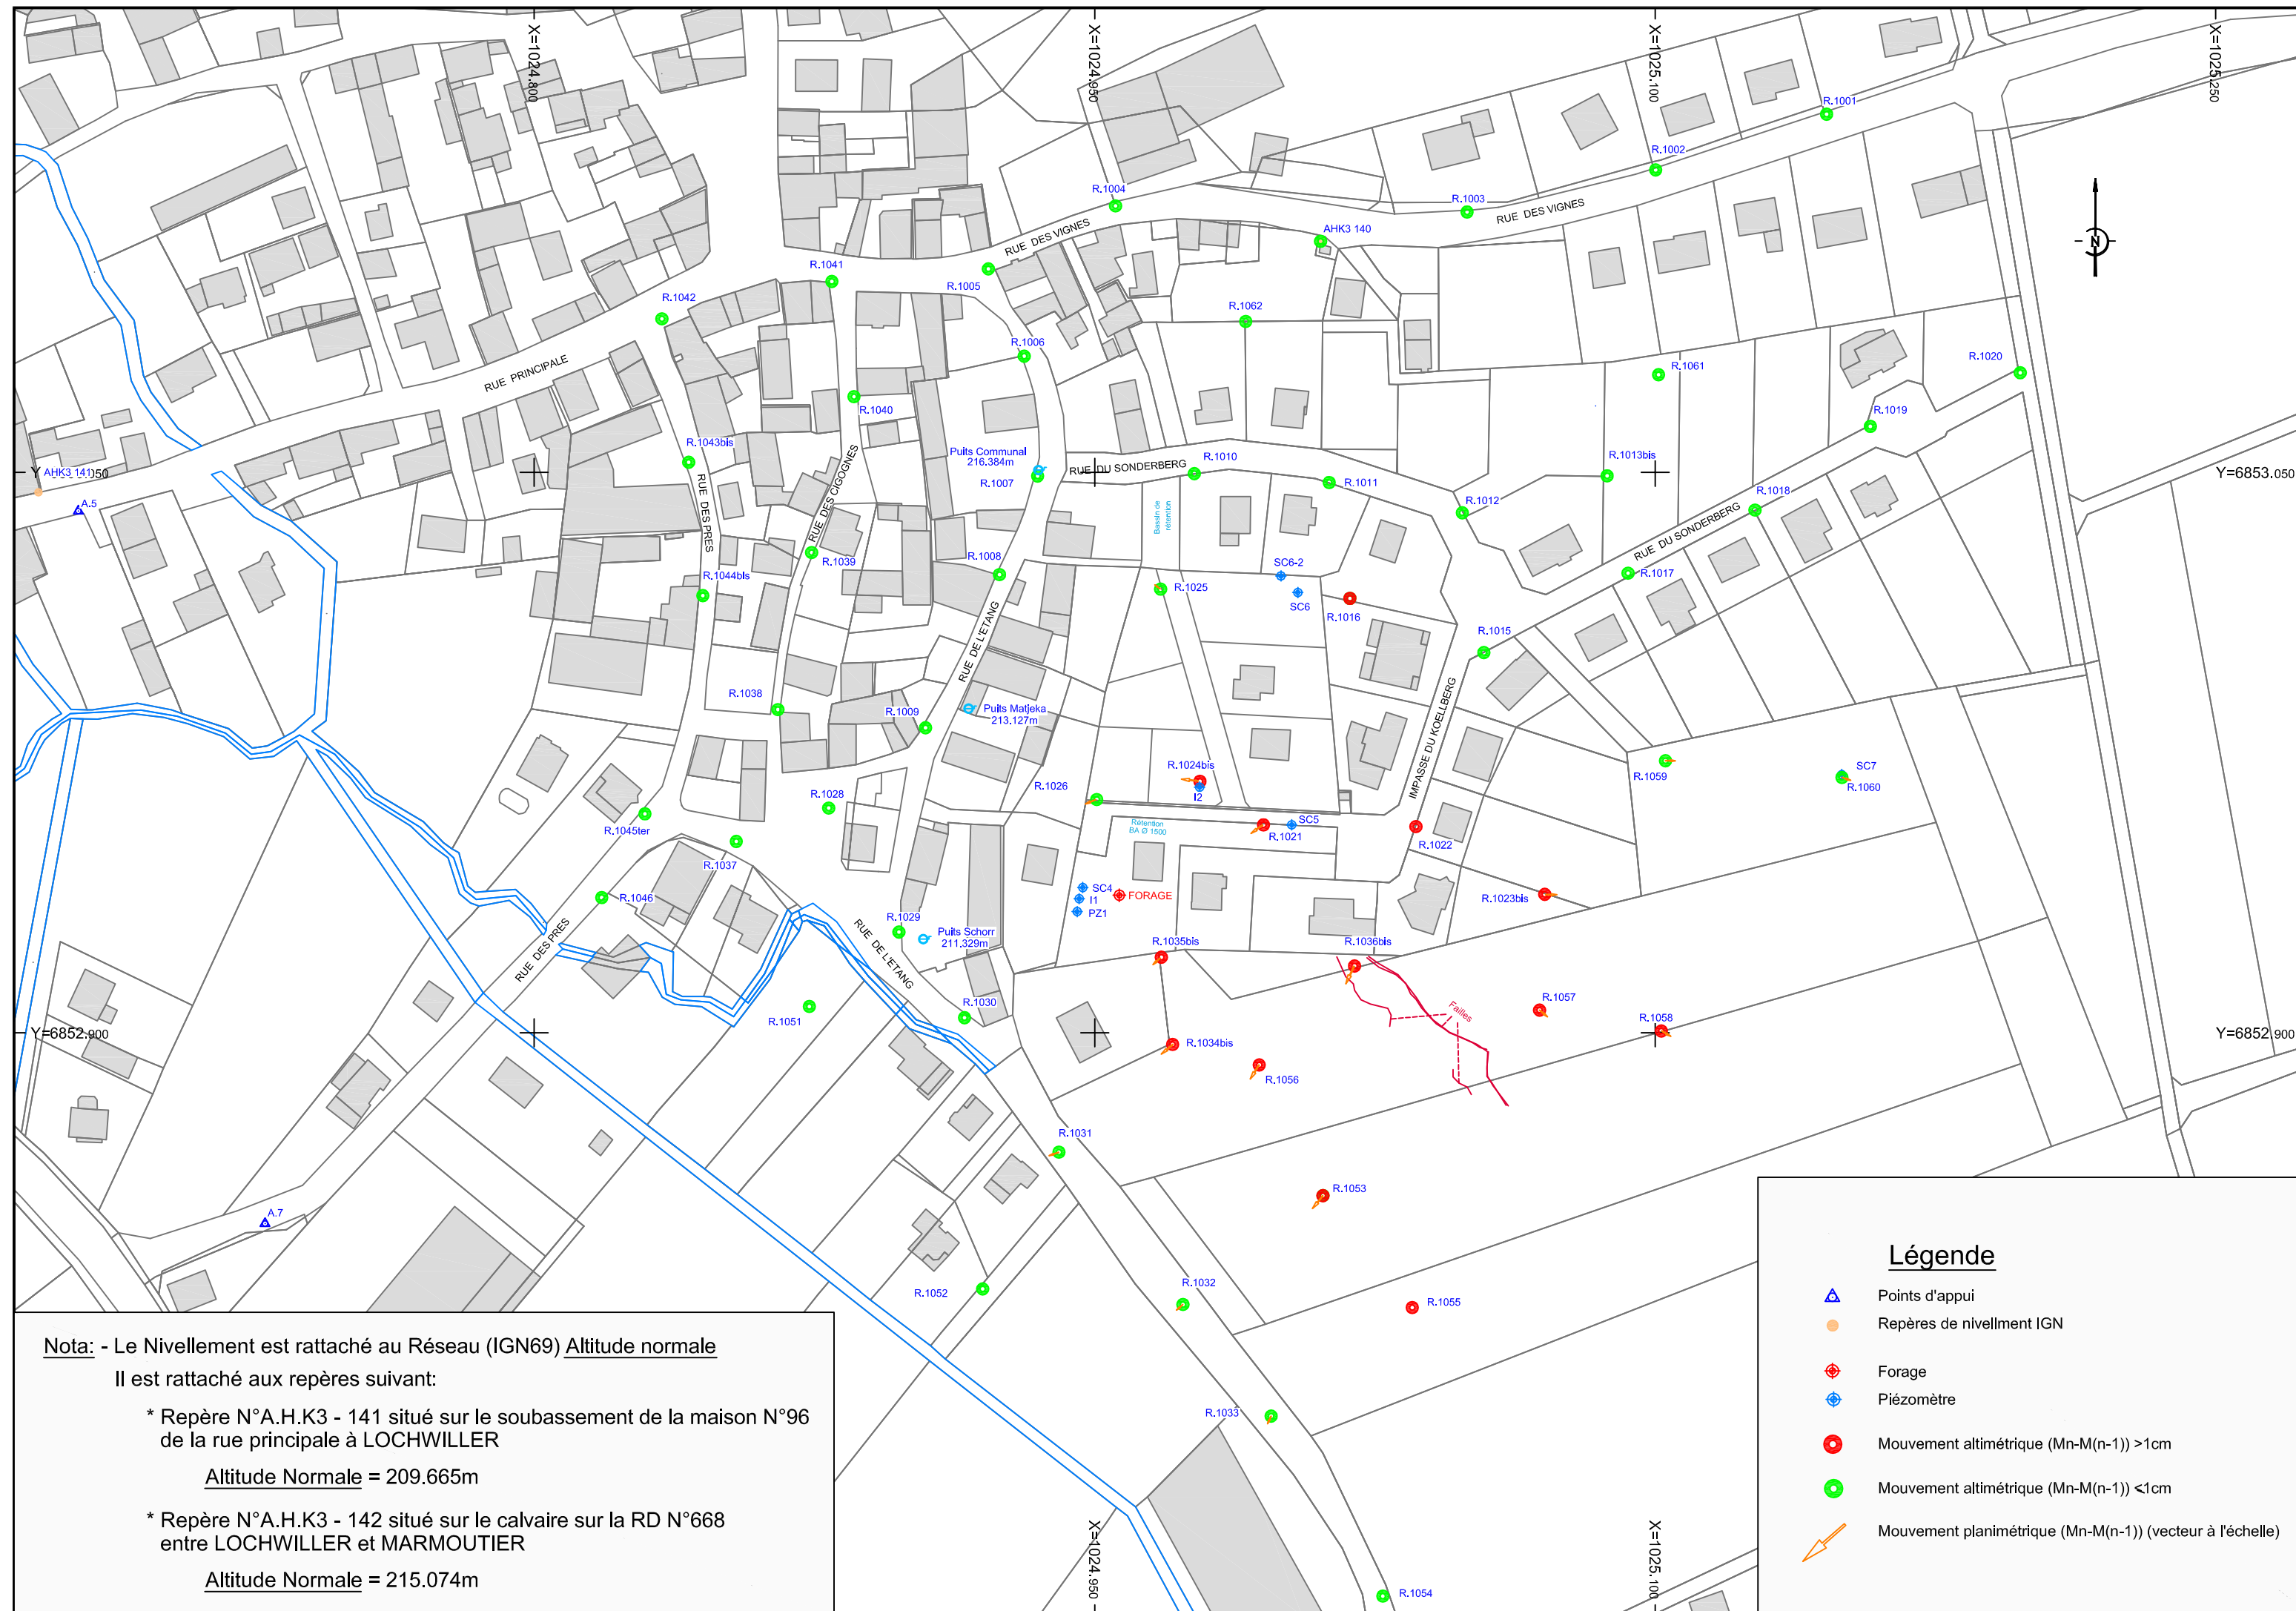 X=1024.800
X=1024.950
X=1025.100
X=1025.250
R.1001
R.1002
R.1003
R.1004
RUE DES VIGNES
AHK3 140
RUE DES VIGNES
N
R.1041
R.1005
R.1042
R.1062
R.1006
RUE PRINCIPALE
R.1061
R.1020
R.1040
R.1019
R.1043bis
Puits Communal
216.384m
R.1007
RUE DU SONDERBERG
R.1010
R.1011
R.1013bis
AHK3 141
Y=6853.050
A.5
R.1012
R.1018
RUE DES PRES
RUE DES CIGOGNES
Bassin de
rétention
RUE DU SONDERBERG
R.1039
R.1008
SC6-2
R.1017
R.1044bis
R.1025
SC6
R.1016
R.1015
RUE DE L'ETANG
R.1038
R.1009
Puits Matjeka
213.127m
IMPASSE DU KOELLBERG
R.1024bis
I2
R.1026
R.1059
SC7
R.1060
R.1028
R.1045ter
Rétention
BA Ø 1500
SC5
R.1021
R.1022
R.1037
R.1046
SC4
I1
PZ1
FORAGE
R.1023bis
R.1029
Puits Schorr
211.329m
RUE DES PRES
RUE DE L'ETANG
R.1035bis
R.1036bis
R.1030
R.1051
R.1057
Failles
R.1058
Y=6852.900
Y=6852.900
R.1034bis
R.1056
R.1031
R.1053
A.7
R.1052
R.1032
R.1055
R.1033
R.1054
X=1024.950
X=1025.100
Nota: - Le Nivellement est rattaché au Réseau (IGN69) Altitude normale
Il est rattaché aux repères suivant:
* Repère N°A.H.K3 - 141 situé sur le soubassement de la maison N°96
de la rue principale à LOCHWILLER
Altitude Normale = 209.665m
* Repère N°A.H.K3 - 142 situé sur le calvaire sur la RD N°668
entre LOCHWILLER et MARMOUTIER
Altitude Normale = 215.074m
Légende
Points d'appui
Repères de nivellment IGN
Forage
Piézomètre
Mouvement altimétrique (Mn-M(n-1)) >1cm
Mouvement altimétrique (Mn-M(n-1)) <1cm
Mouvement planimétrique (Mn-M(n-1)) (vecteur à l'échelle)